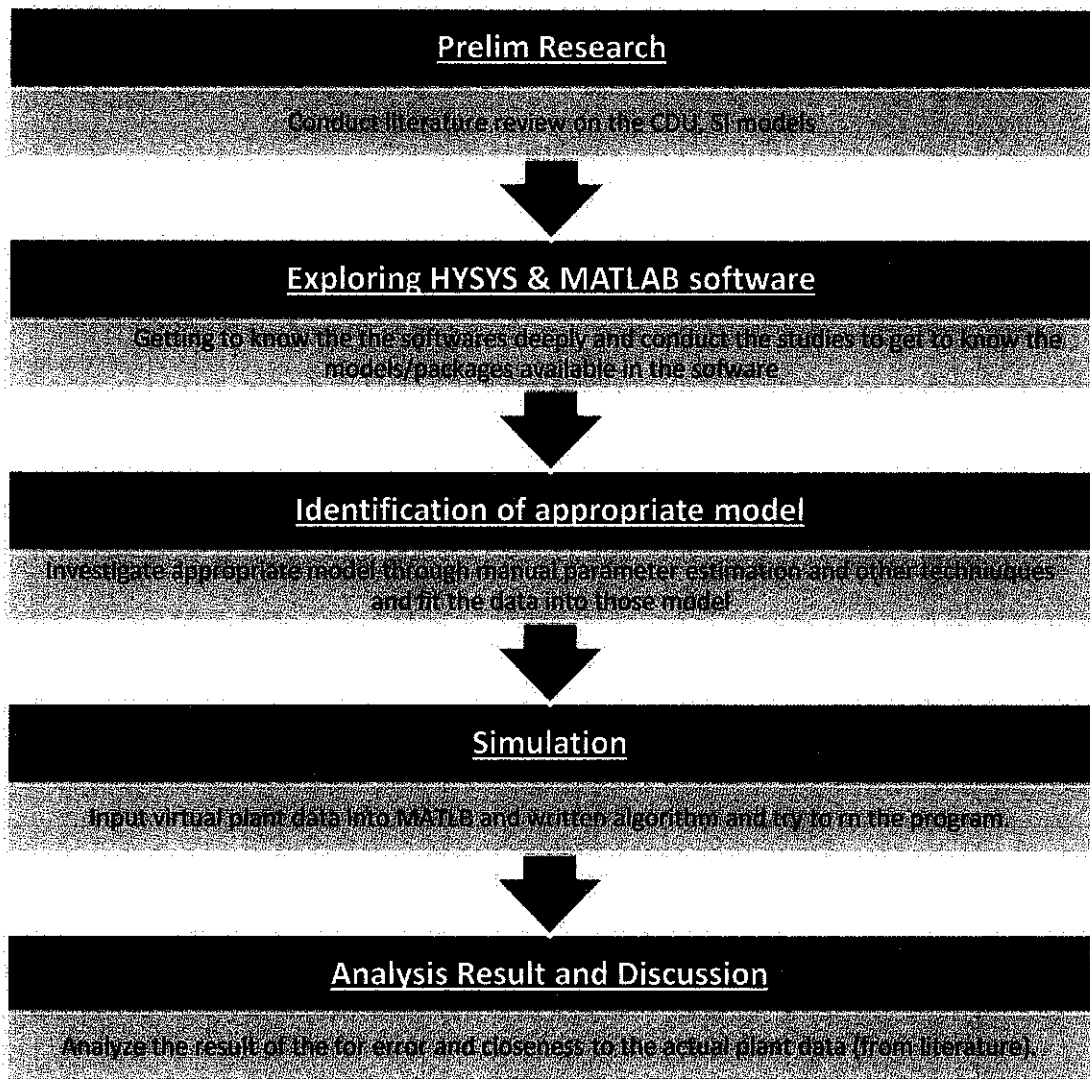 Prelim Research
Conduct literature review on the CDU, SI models
Exploring HYSYS & MATLAB software
Getting to know the the softwares deeply and conduct the studies to get to know the
models/packages available in the sofware
Identification of appropriate model
Investigate appropriate model through manual parameter estimation and other techniuques
and fit the data into those model
Simulation
Input virtual plant data into MATLB and written algorithm and try to rn the program.
Analysis Result and Discussion
Analyze the result of the for error and closeness to the actual plant data (from literature).